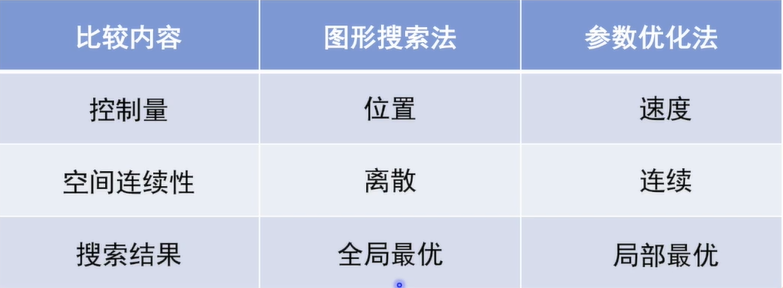 比较内容 图形搜索法 参数优化法
控制量 位置 速度
空间连续性 离散 连续
搜索结果 全局最优 局部最优